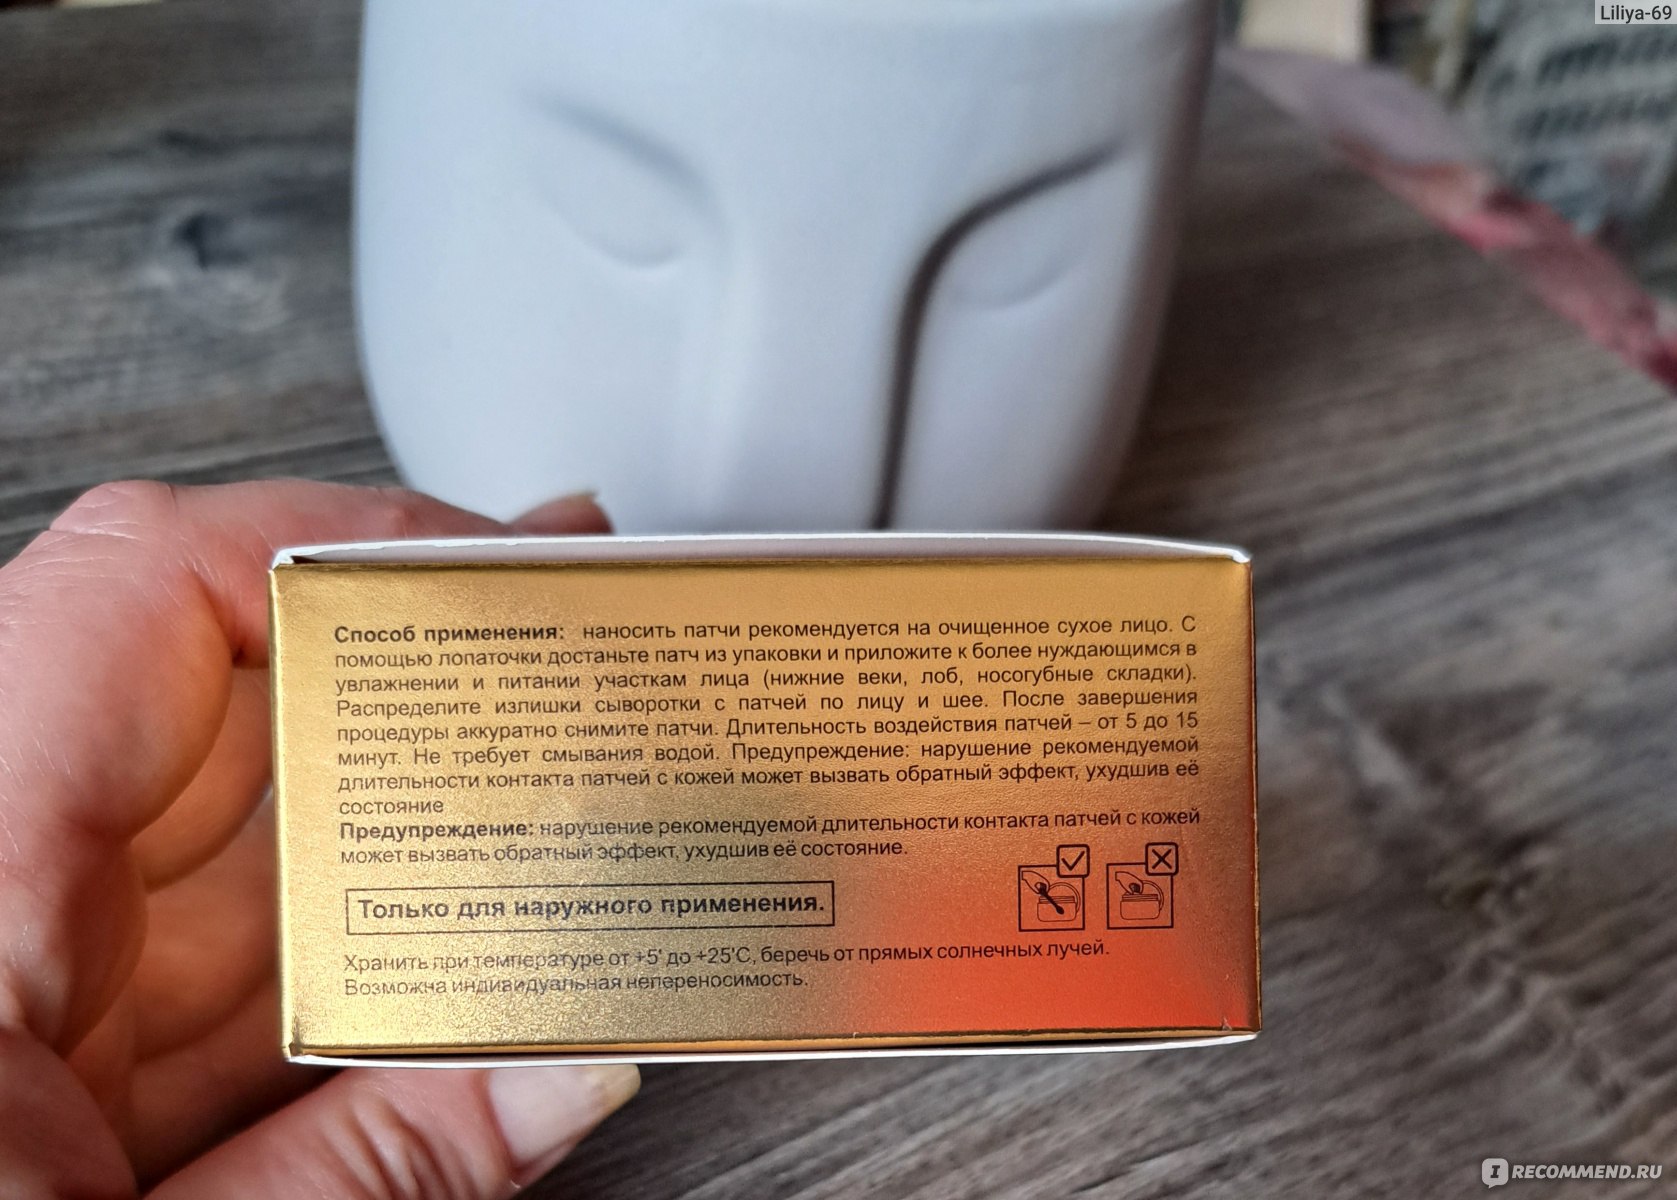 Liliya-69
Способ применения: наносить патчи рекомендуется на очищенное сухое лицо. С
помощью лопаточки достаньте патч из упаковки и приложите к более нуждающимся в
увлажнении и питании участкам лица (нижние веки, лоб, носогубные складки).
Распределите излишки сыворотки с патчей по лицу и шее. После завершения
процедуры аккуратно снимите патчи. Длительность воздействия патчей – от 5 до 15
минут. Не требует смывания водой. Предупреждение: нарушение рекомендуемой
длительности контакта патчей с кожей может вызвать обратный эффект, ухудшив её
состояние
Предупреждение: нарушение рекомендуемой длительности контакта патчей с кожей
может вызвать обратный эффект, ухудшив её состояние.
Только для наружного применения.
Хранить при температуре от +5' до +25'С, беречь от прямых солнечных лучей.
Возможна индивидуальная непереносимость.
IRECOMMEND.RU